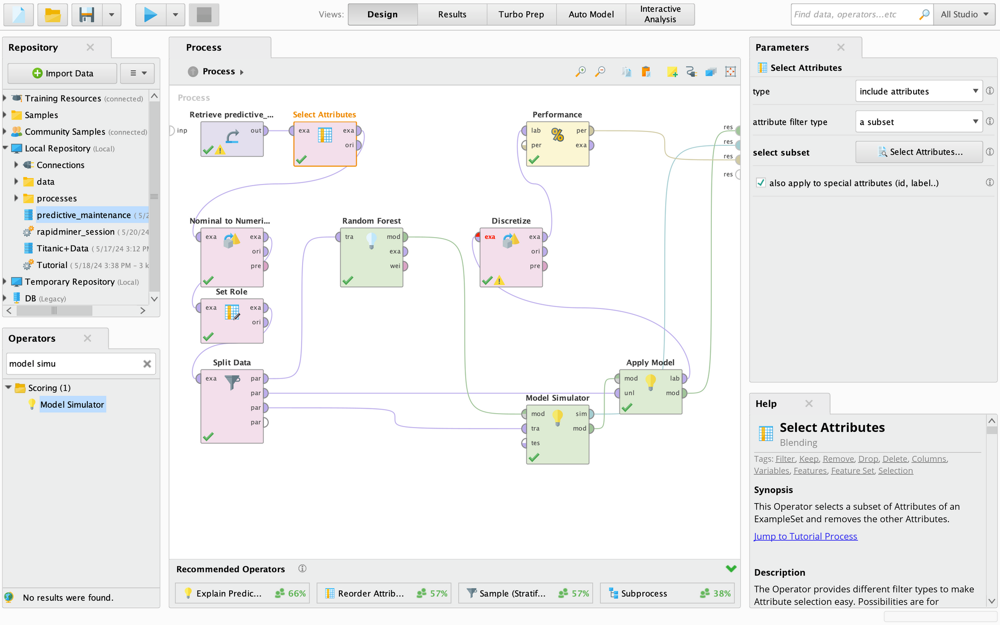 Views:
Design
Results
Turbo Prep
Auto Model
Interactive
Analysis
Find data, operators...etc
All Studio
Repository
Import Data
Training Resources (connected)
Samples
Community Samples (connected)
Local Repository (Local)
Connections
data
processes
predictive_maintenance ( 5/2
rapidminer_session ( 5/20/24
Titanic+Data ( 5/17/24 3:12 PM
Tutorial ( 5/18/24 3:38 PM – 3 k
Temporary Repository (Local)
DB (Legacy)
Operators
model simu
Scoring (1)
Model Simulator
No results were found.
Process
Process
Process
inp
Retrieve predictive_...
out
Select Attributes
exa
exa
ori
Performance
lab
per
per
exa
res
res
res
res
Nominal to Numeri...
exa
exa
ori
pre
Random Forest
tra
mod
exa
wei
Discretize
exa
exa
ori
pre
Set Role
exa
exa
ori
Split Data
exa
par
par
par
par
Model Simulator
mod
tra
tes
sim
mod
Apply Model
mod
unl
lab
mod
Recommended Operators
Explain Predic...
66%
Reorder Attrib...
57%
Sample (Stratif...
57%
Subprocess
38%
Parameters
Select Attributes
type
include attributes
attribute filter type
a subset
select subset
Select Attributes...
also apply to special attributes (id, label..)
Help
Select Attributes
Blending
Tags: Filter, Keep, Remove, Drop, Delete, Columns,
Variables, Features, Feature Set, Selection
Synopsis
This Operator selects a subset of Attributes of an
ExampleSet and removes the other Attributes.
Jump to Tutorial Process
Description
The Operator provides different filter types to make
Attribute selection easy. Possibilities are for